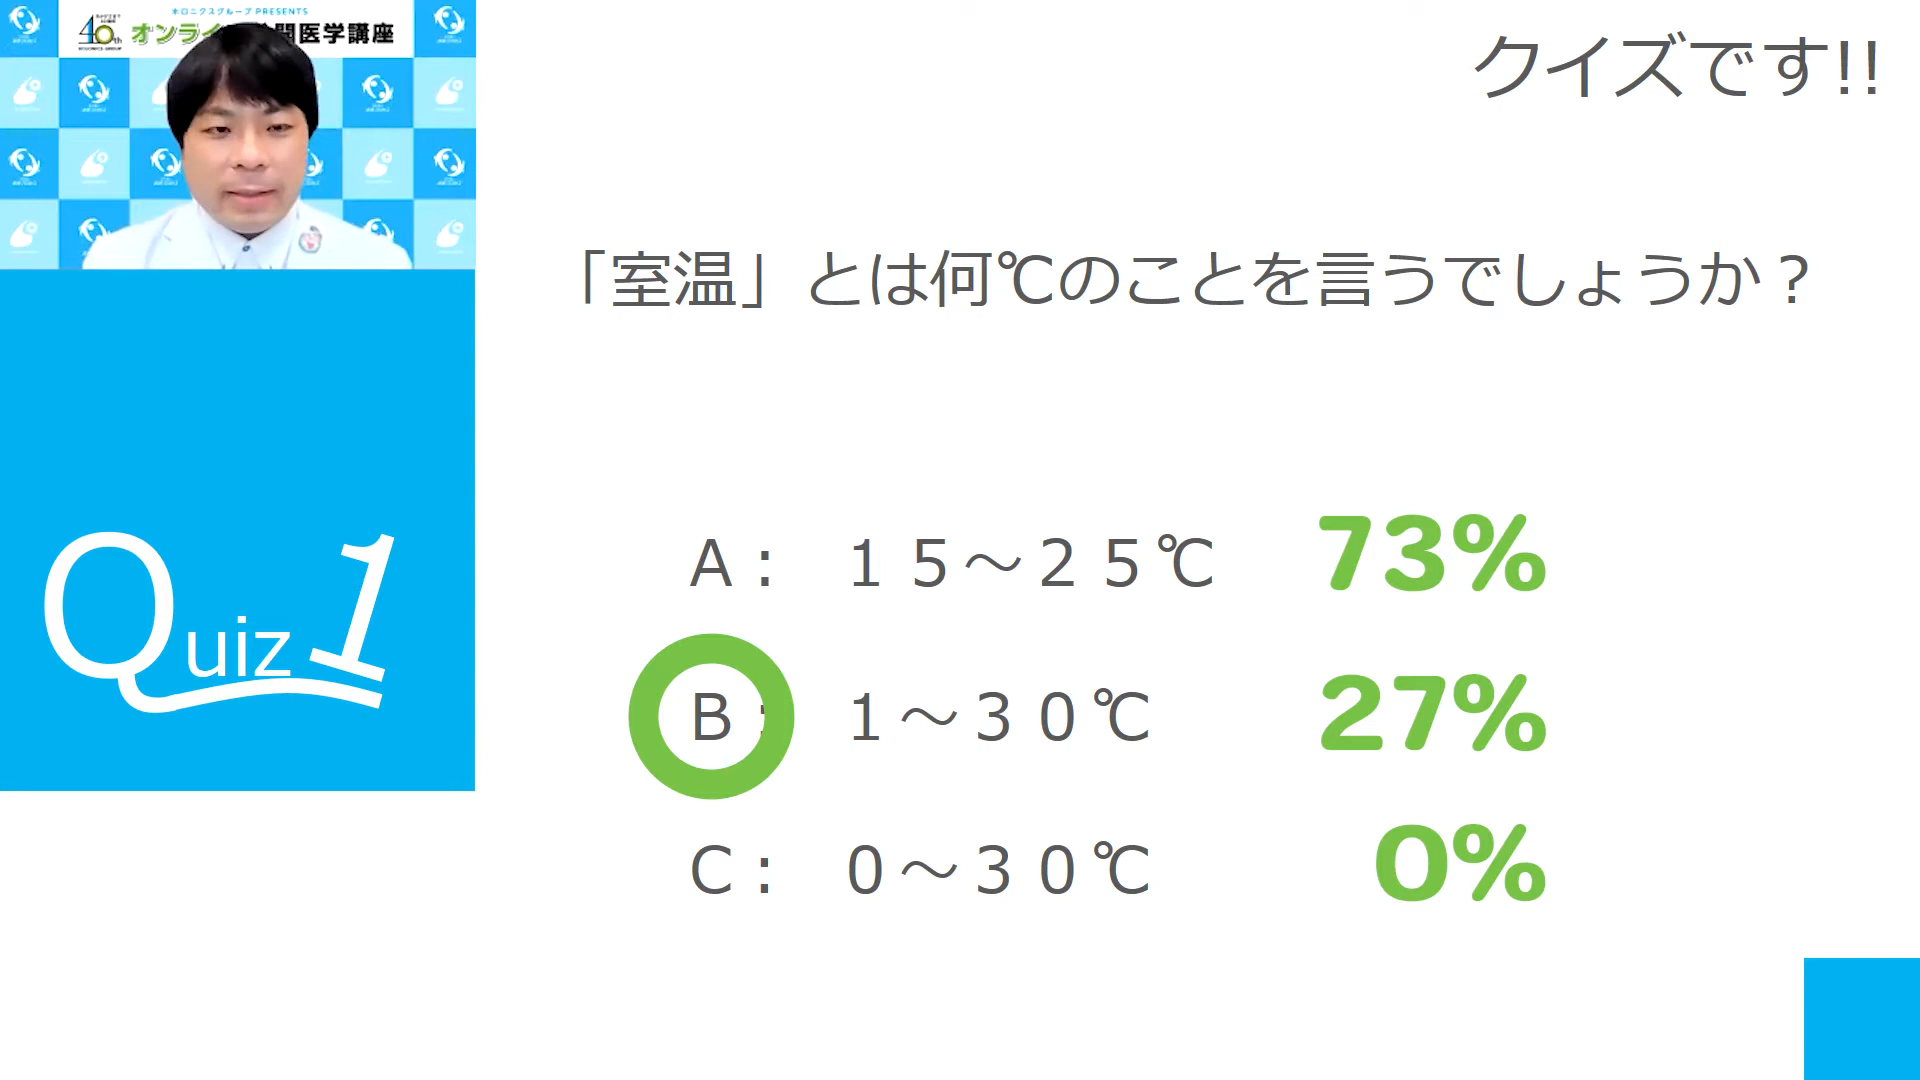 ホロニクスグループ PRESENTS
40th オンライ 問医学講座
クイズです!!
「室温」とは何℃のことを言うでしょうか？
Quiz 1
A： １５～２５℃ 73%
B： １～３０℃ 27%
C： ０～３０℃ 0%